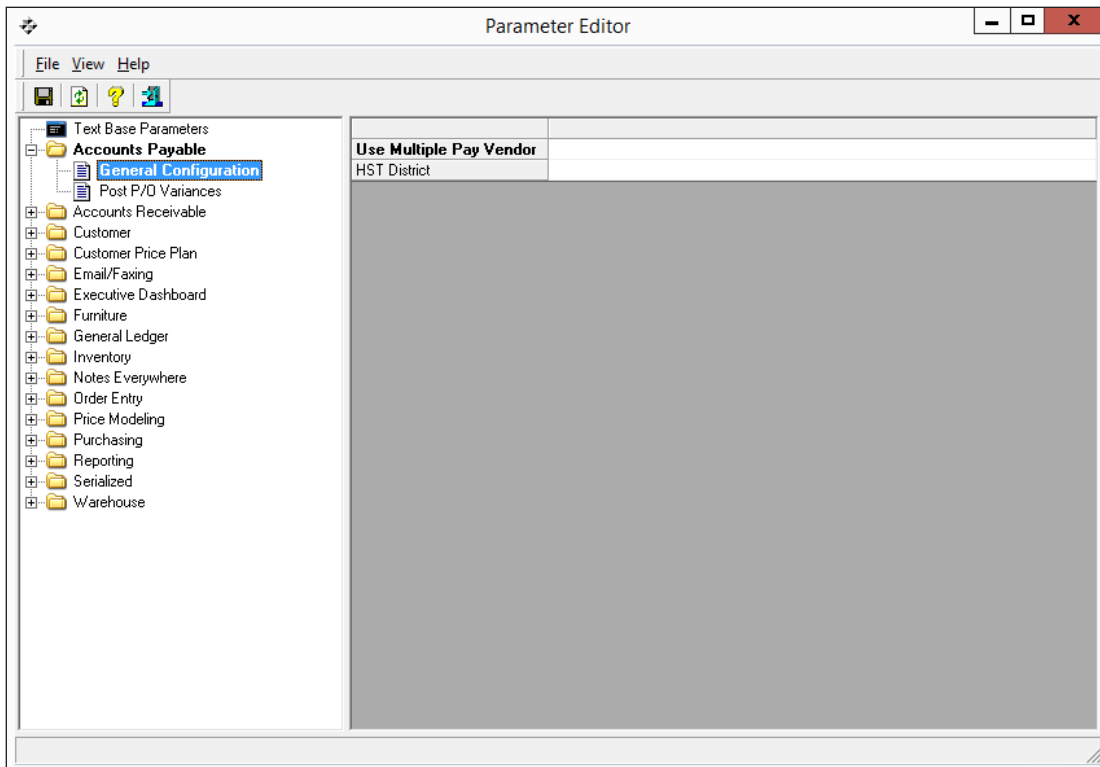 Parameter Editor
File View Help
Text Base Parameters
Accounts Payable
General Configuration
Post P/O Variances
Accounts Receivable
Customer
Customer Price Plan
Email/Faxing
Executive Dashboard
Furniture
General Ledger
Inventory
Notes Everywhere
Order Entry
Price Modeling
Purchasing
Reporting
Serialized
Warehouse
Use Multiple Pay Vendor
HST District